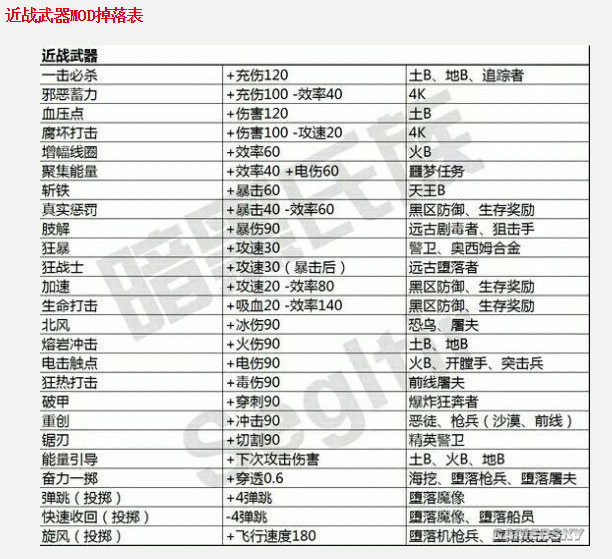 近战武器MOD掉落表
近战武器
一击必杀 +充伤120 土B、地B、追踪者
邪恶蓄力 +充伤100 -效率40 4K
血压点 +伤害120 土B
腐坏打击 +伤害100 -攻速20 4K
增幅线圈 +效率60 火B
聚集能量 +效率40 +电伤60 噩梦任务
斩铁 +暴击60 天王B
真实惩罚 +暴击40 -效率60 黑区防御、生存奖励
肢解 +暴伤90 远古剧毒者、狙击手
狂暴 +攻速30 警卫、奥西姆合金
狂战士 +攻速30（暴击后） 远古堕落者
加速 +攻速20 -效率80 黑区防御、生存奖励
生命打击 +吸血20 -效率140 黑区防御、生存奖励
北风 +冰伤90 恐鸟、屠夫
熔岩冲击 +火伤90 土B、地B
电击触点 +电伤90 火B、开膛手、突击兵
狂热打击 +毒伤90 前线屠夫
破甲 +穿刺90 爆炸狂奔者
重创 +冲击90 恶徒、枪兵（沙漠、前线）
锯刃 +切割90 精英警卫
能量引导 +下次攻击伤害 土B、火B、地B
奋力一掷 +穿透0.6 海挖、堕落枪兵、堕落屠夫
弹跳（投掷） +4弹跳 堕落魔像
快速收回（投掷） -4弹跳 堕落魔像、堕落船员
旋风（投掷） +飞行速度180 堕落机枪兵、堕落
暗黑民族
SegIty
GAMERSKY